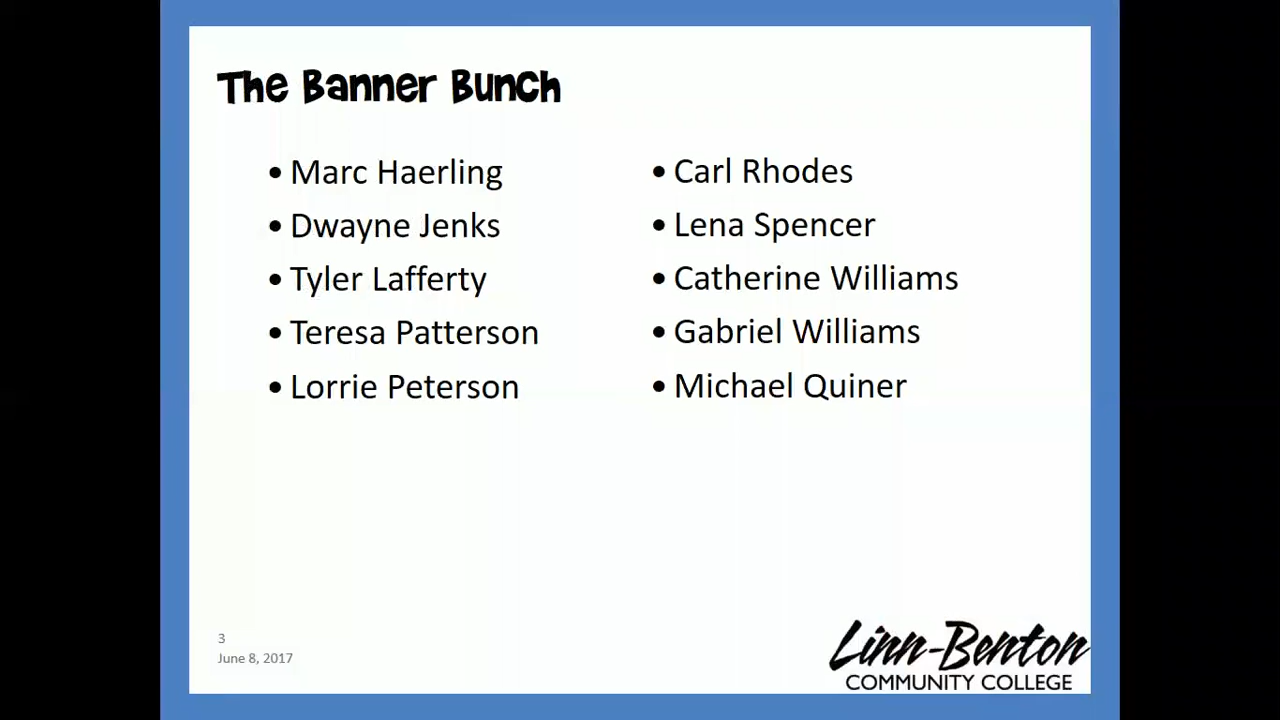 The Banner Bunch
• Marc Haerling
• Dwayne Jenks
• Tyler Lafferty
• Teresa Patterson
• Lorrie Peterson
• Carl Rhodes
• Lena Spencer
• Catherine Williams
• Gabriel Williams
• Michael Quiner
3
June 8, 2017
Linn-Benton
COMMUNITY COLLEGE